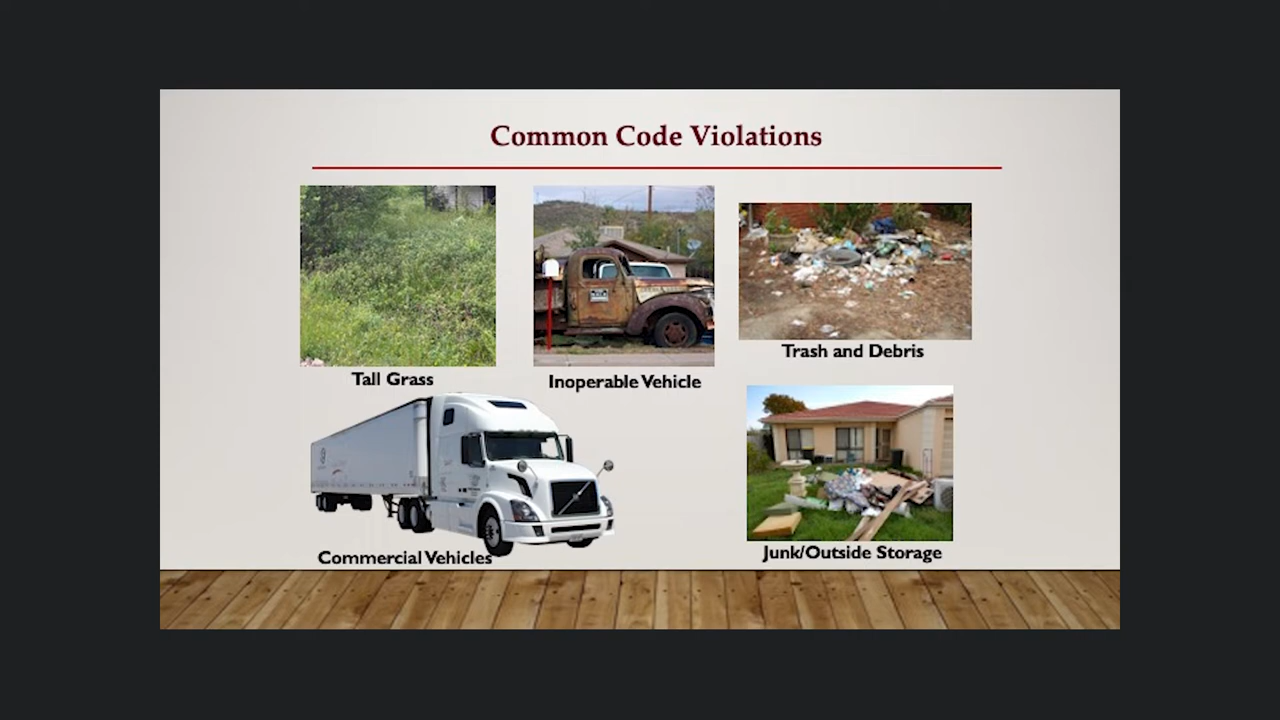 Common Code Violations
Tall Grass
Inoperable Vehicle
Trash and Debris
Commercial Vehicles
Junk/Outside Storage